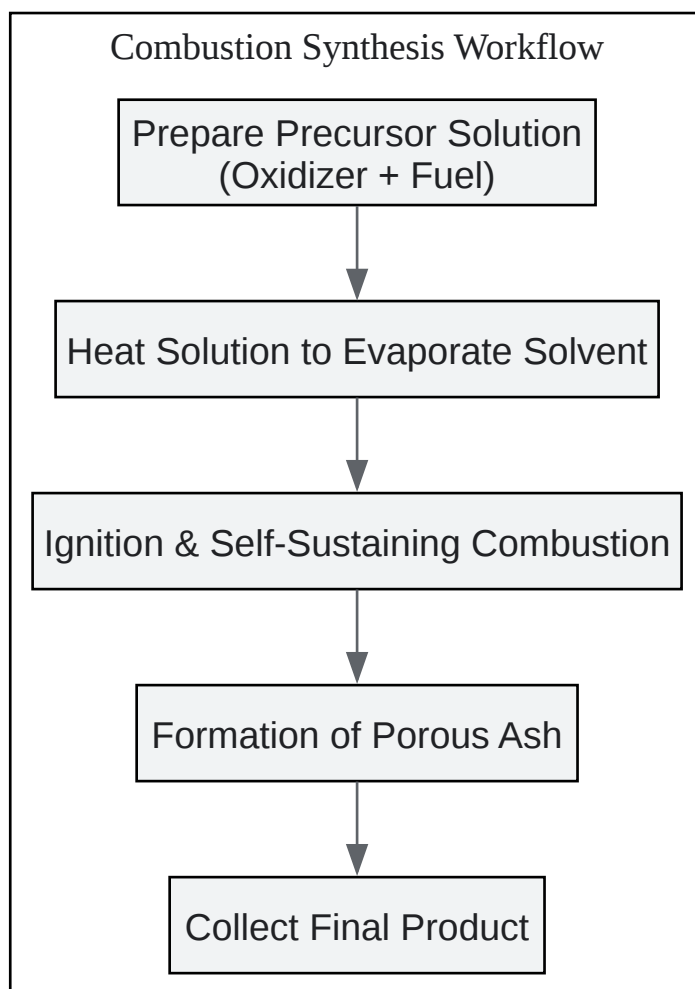 Combustion Synthesis Workflow
Prepare Precursor Solution
(Oxidizer + Fuel)
Heat Solution to Evaporate Solvent
Ignition & Self-Sustaining Combustion
Formation of Porous Ash
Collect Final Product